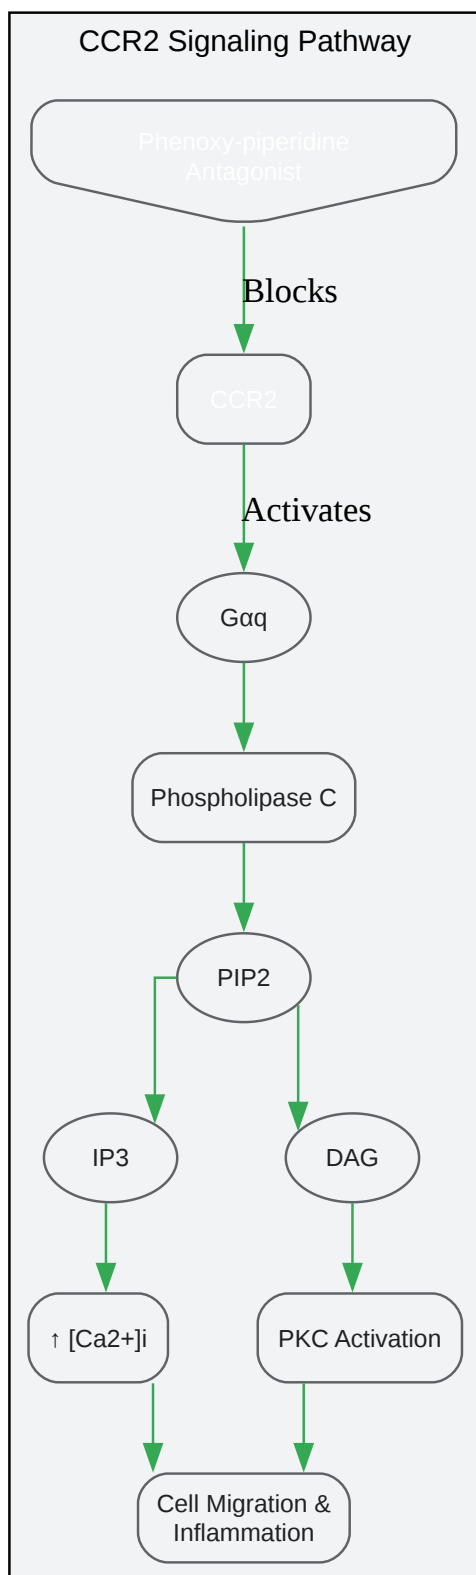 CCR2 Signaling Pathway
Phenoxy-piperidine
Antagonist
Blocks
CCR2
Activates
Gαq
Phospholipase C
PIP2
IP3
DAG
↑ [Ca2+]i
PKC Activation
Cell Migration &
Inflammation